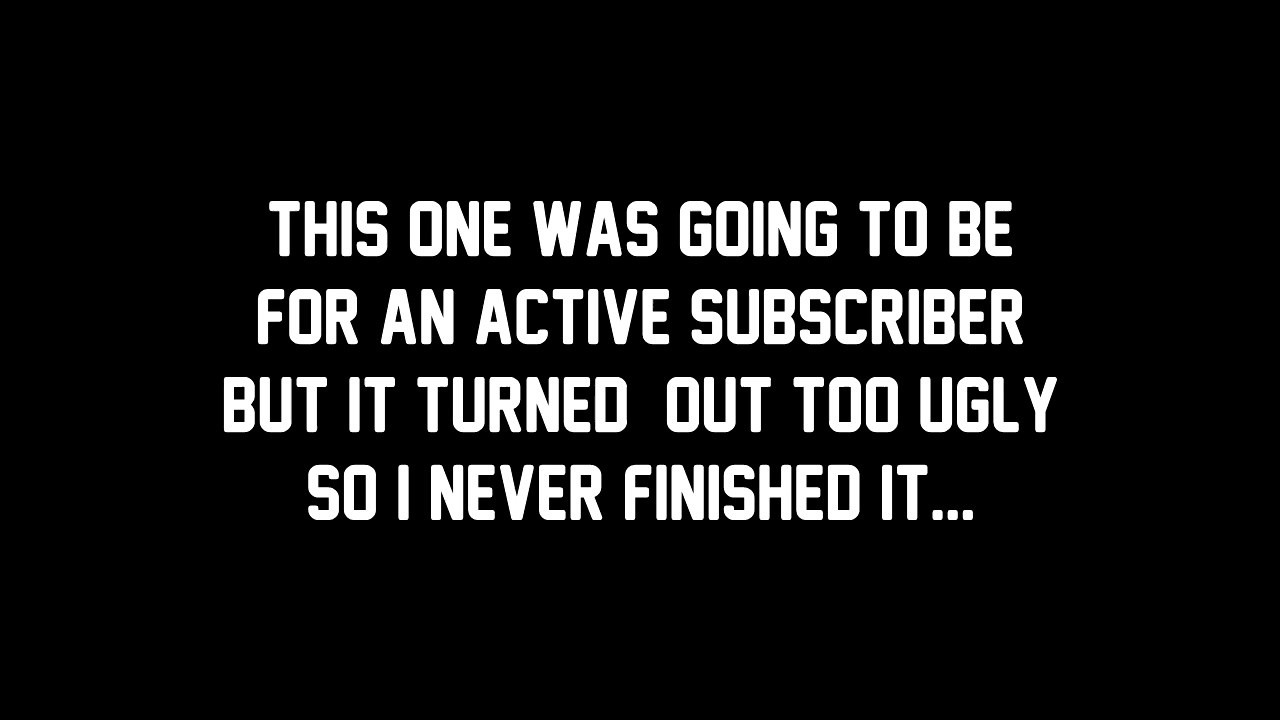 THIS ONE WAS GOING TO BE
FOR AN ACTIVE SUBSCRIBER
BUT IT TURNED  OUT TOO UGLY
SO I NEVER FINISHED IT...